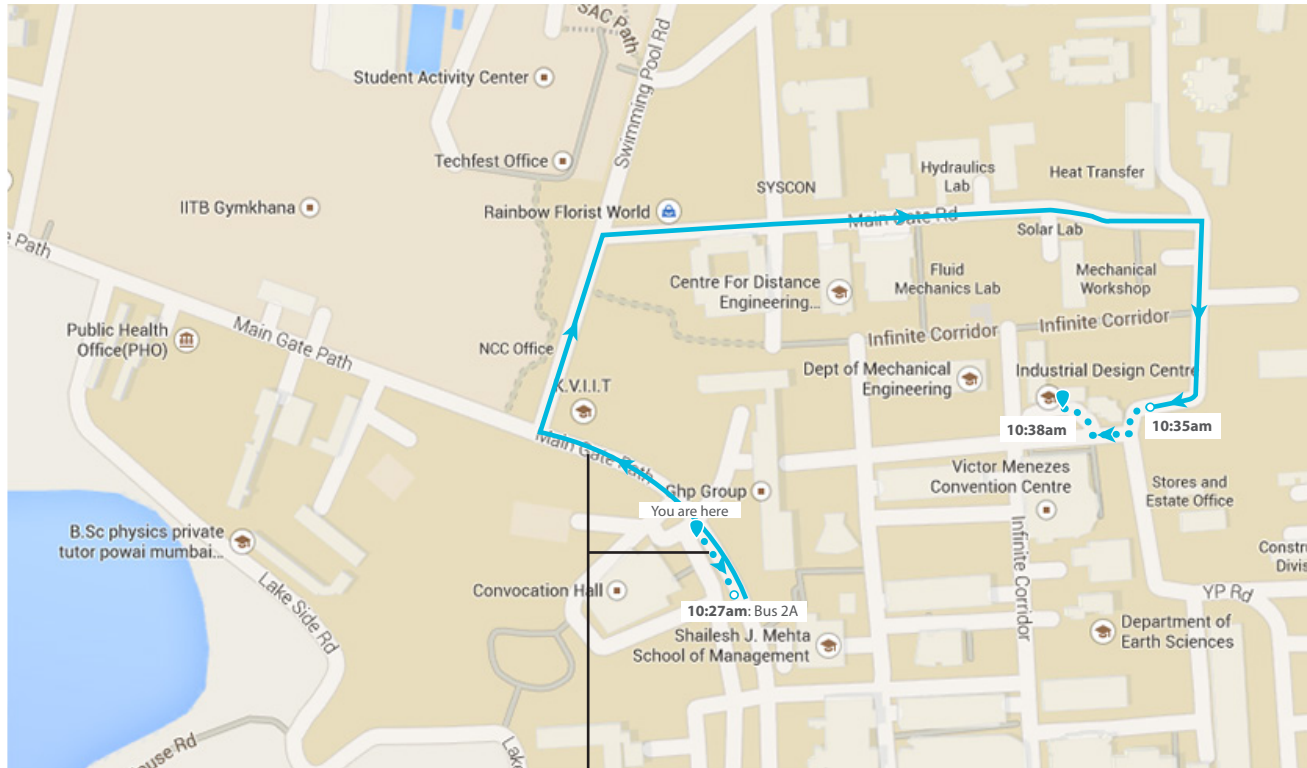 SAC Path
Swimming Pool Rd
Student Activity Center
Techfest Office
Hydraulics
Lab
Heat Transfer
SYSCON
IITB Gymkhana
Rainbow Florist World
Main Gate Rd
Solar Lab
Path
Centre For Distance
Engineering...
Fluid
Mechanics Lab
Mechanical
Workshop
Public Health
Office(PHO)
Main Gate Path
NCC Office
Infinite Corridor
Infinite Corridor
K.V.I.I.T
Dept of Mechanical
Engineering
Industrial Design Centre
10:38am
10:35am
Main Gate Path
Ghp Group
Victor Menezes
Convention Centre
Stores and
Estate Office
You are here
B.Sc physics private
tutor powai mumbai...
Infinite Corridor
Constru
Divis
Convocation Hall
Lake Side Rd
10:27am: Bus 2A
YP Rd
Shailesh J. Mehta
School of Management
Department of
Earth Sciences
ouse Rd
Lake